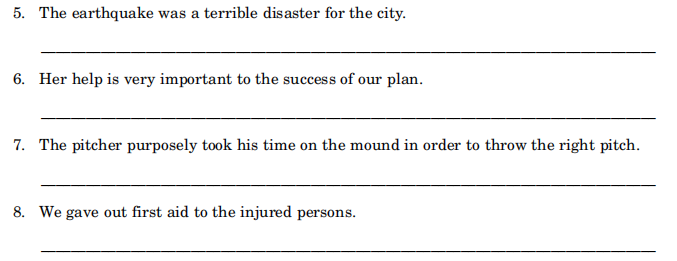 5. The earthquake was a terrible disaster for the city.
6. Her help is very important to the success of our plan.
7. The pitcher purposely took his time on the mound in order to throw the right pitch.
8. We gave out first aid to the injured persons.